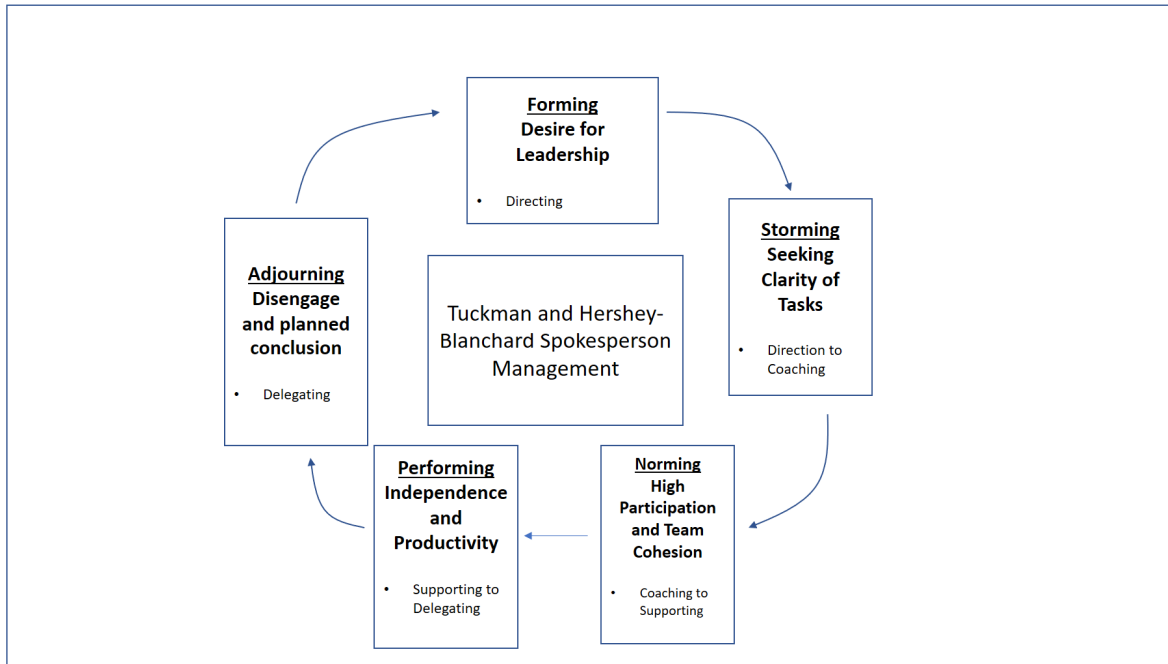 Forming
Desire for
Leadership
• Directing
Storming
Seeking
Clarity of
Tasks
• Direction to
Coaching
Norming
High
Participation
and Team
Cohesion
• Coaching to
Supporting
Performing
Independence
and
Productivity
• Supporting to
Delegating
Adjourning
Disengage
and planned
conclusion
• Delegating
Tuckman and Hershey-
Blanchard Spokesperson
Management